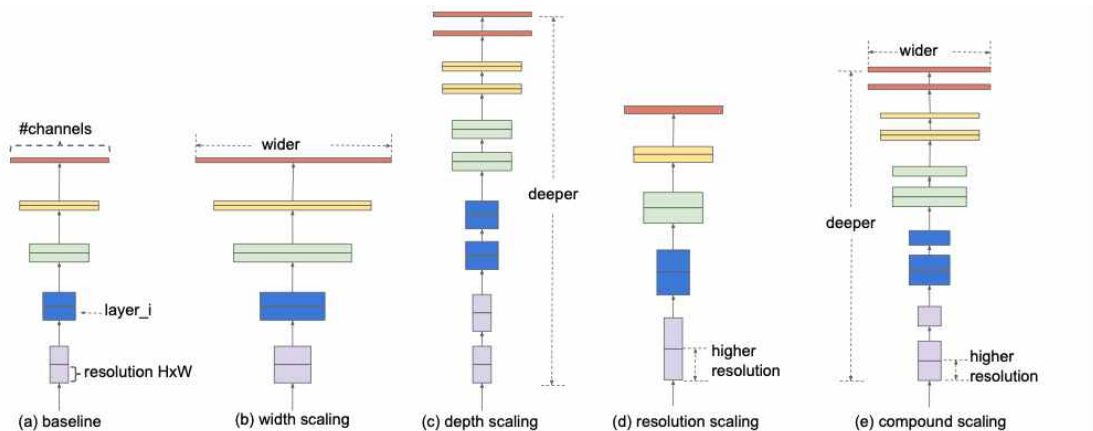 #channels
layer_i
resolution HxW
(a) baseline
wider
(b) width scaling
deeper
(c) depth scaling
higher
resolution
(d) resolution scaling
wider
deeper
higher
resolution
(e) compound scaling